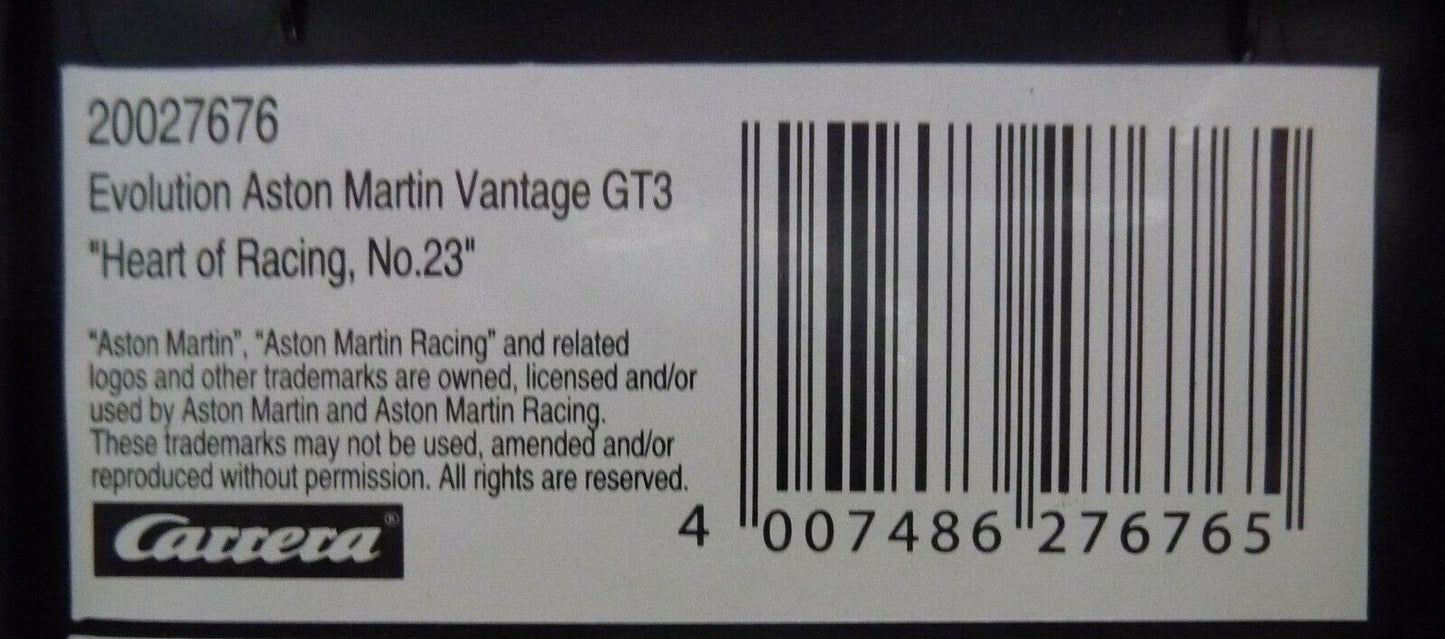 20027676
Evolution Aston Martin Vantage GT3
"Heart of Racing, No.23"
"Aston Martin", "Aston Martin Racing" and related
logos and other trademarks are owned, licensed and/or
used by Aston Martin and Aston Martin Racing.
These trademarks may not be used, amended and/or
reproduced without permission. All rights are reserved.
Carrera®
4 007486 276765